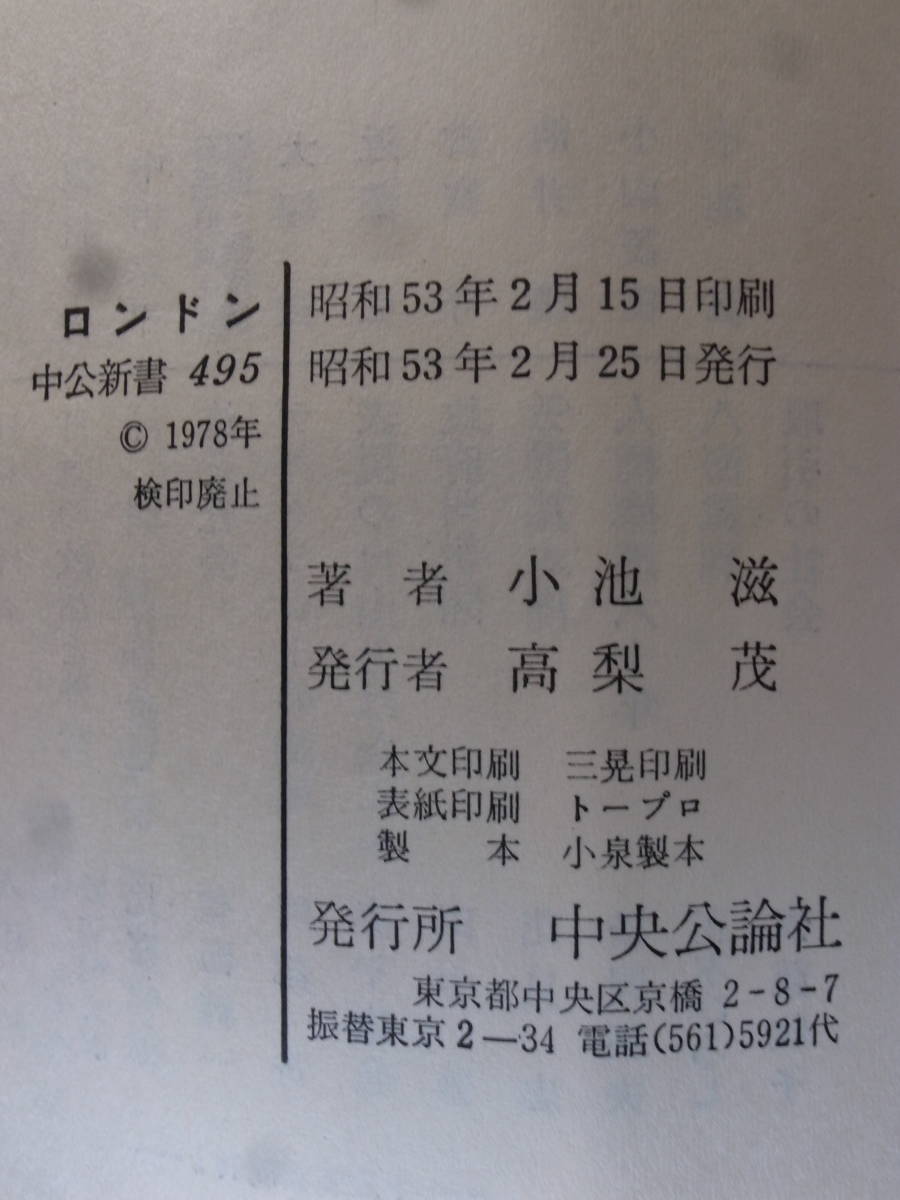 ロンドン
中公新書 495
© 1978年
検印廃止
昭和53年2月15日印刷
昭和53年2月25日発行
著者 小池滋
発行者 高梨茂
本文印刷 三晃印刷
表紙印刷 トープロ
製本 小泉製本
発行所 中央公論社
東京都中央区京橋 2-8-7
振替東京2―34 電話(561)5921代